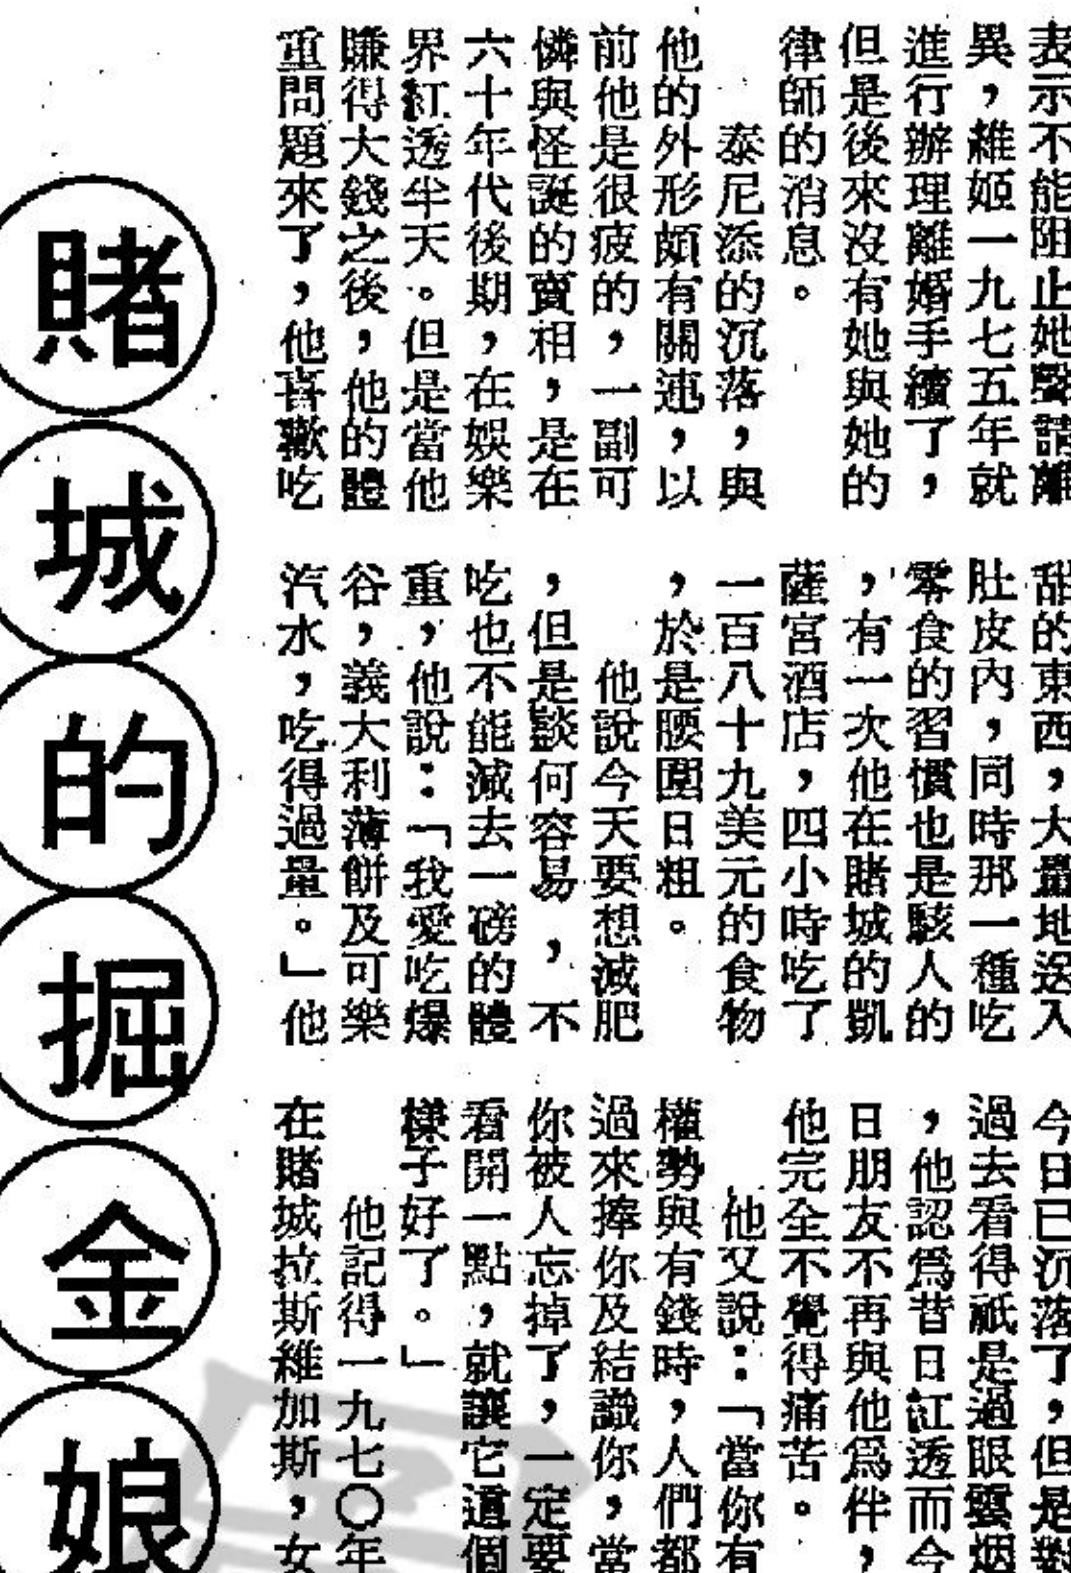 表示不能阻止她聲請離
異，維姬一九七五年就
進行辦理離婚手續了，
但是後來沒有她與她的
律師的消息。
泰尼添的沉落，與
他的外形頗有關連，以
前他是很疲的，一副可
憐與怪誕的賣相，是在
六十年代後期，在娛樂
界紅透半天。但是當他
賺得大錢之後，他的體
重問題來了，他喜歡吃
甜的東西，大量地送入
肚皮內，同時那一種吃
零食的習慣也是駭人的
，有一次他在賭城的凱
薩宮酒店，四小時吃了
一百八十九美元的食物
，於是腰圍日粗。
他說今天要想減肥
，但是談何容易，不
吃也不能減去一磅的體
重，他說：「我愛吃爆
谷，義大利薄餅及可樂
汽水，吃得過量。」他
今日已沉落了，但是對
過去看得祇是過眼雲烟
，他認爲昔日紅透而今
日朋友不再與他爲伴，
他完全不覺得痛苦。
他又說：「當你有
權勢與有錢時，人們都
過來捧你及結識你，當
你被人忘掉了，一定要
看開一點，就讓它這個
樣子好了。」
他記得一九七〇年
在賭城拉斯維加斯，女
賭城的掘金娘